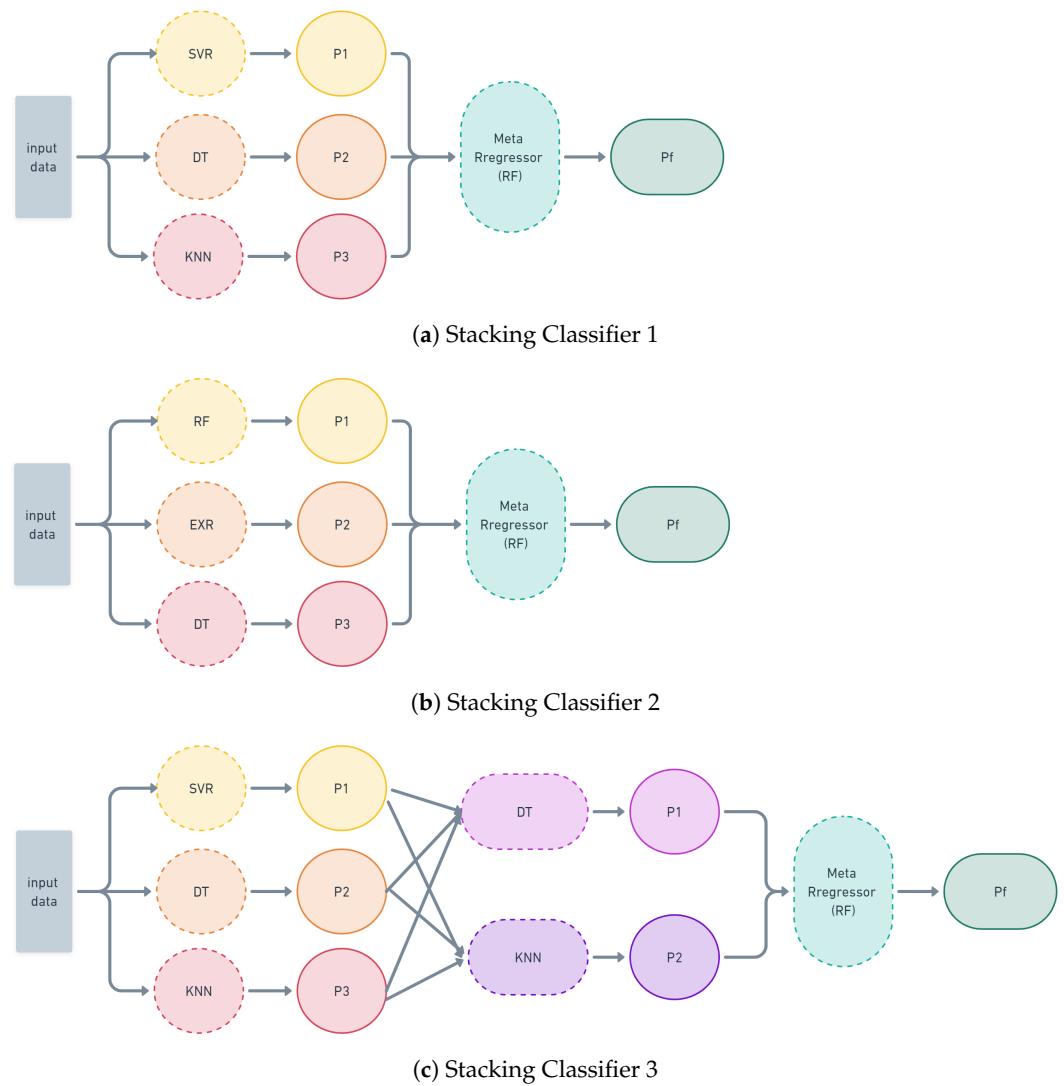 SVR
P1
input
data
DT
P2
Meta
Rregressor
(RF)
Pf
KNN
P3
(a) Stacking Classifier 1
RF
P1
input
data
EXR
P2
Meta
Rregressor
(RF)
Pf
DT
P3
(b) Stacking Classifier 2
SVR
P1
DT
P1
input
data
DT
P2
Meta
Rregressor
(RF)
Pf
KNN
P2
KNN
P3
(c) Stacking Classifier 3